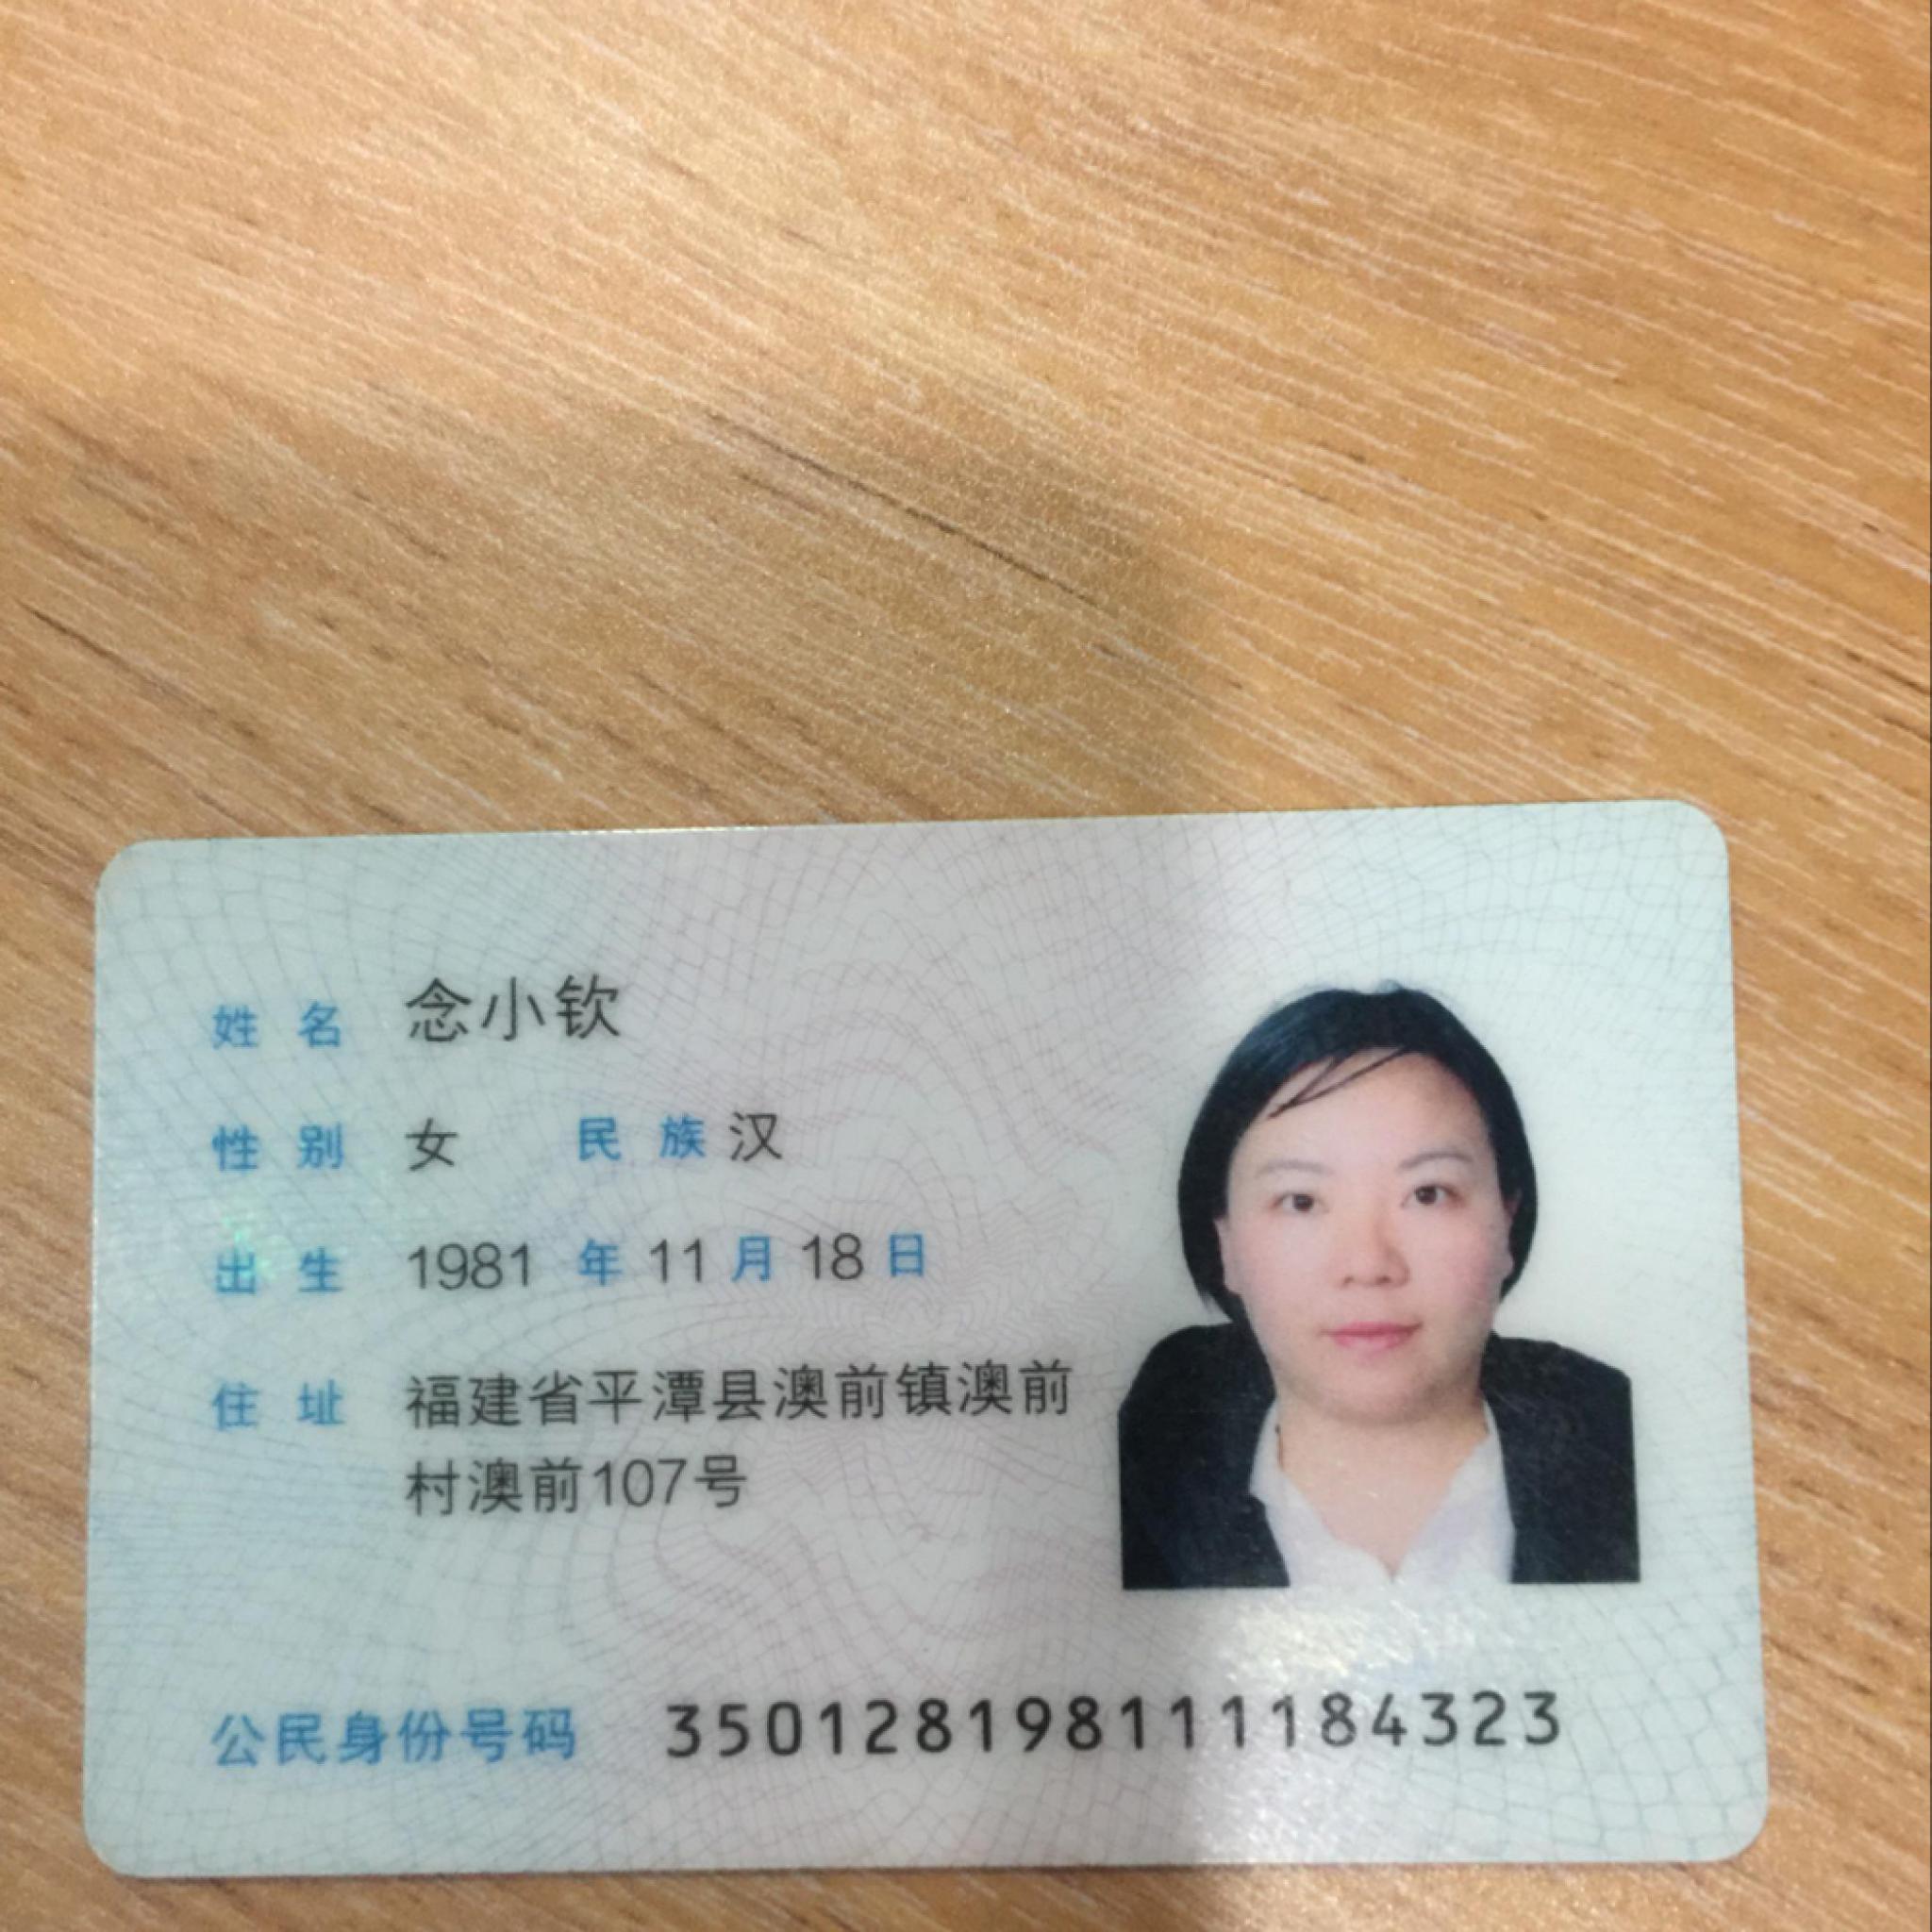 姓名 念小钦
性别 女 民族 汉
出生 1981 年 11 月 18 日
住址 福建省平潭县澳前镇澳前
村澳前107号
公民身份号码 350128198111184323